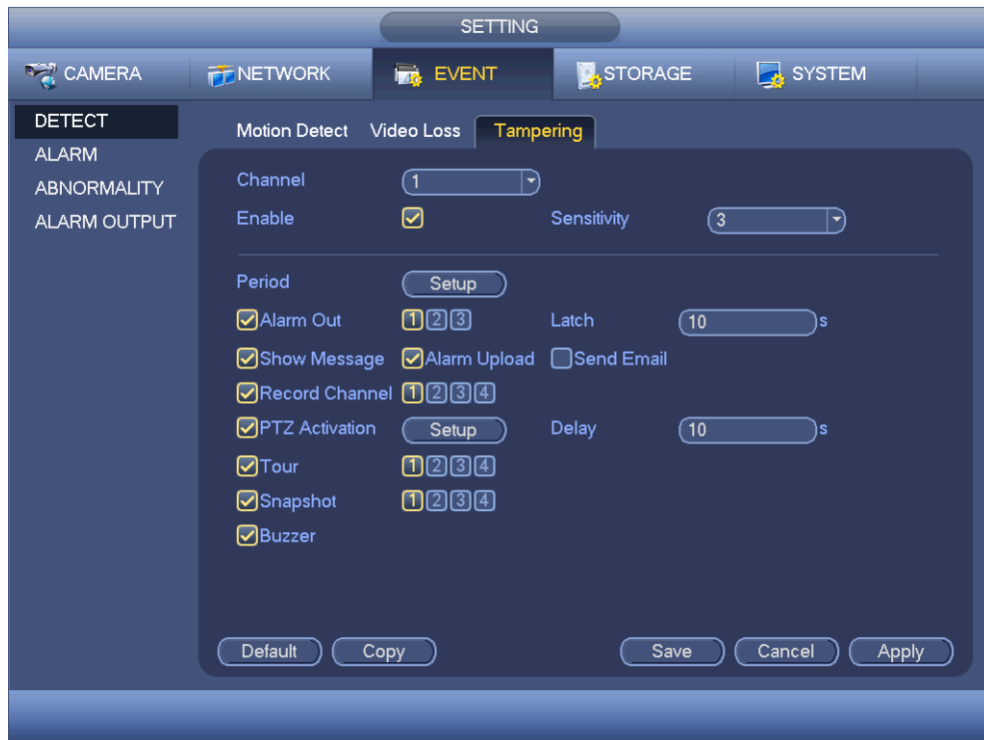 SETTING
CAMERA NETWORK EVENT STORAGE SYSTEM
DETECT
ALARM
ABNORMALITY
ALARM OUTPUT
Motion Detect Video Loss Tampering
Channel 1
Enable Sensitivity 3
Period Setup
Alarm Out 1 2 3 Latch 10 s
Show Message Alarm Upload Send Email
Record Channel 1 2 3 4
PTZ Activation Setup Delay 10 s
Tour 1 2 3 4
Snapshot 1 2 3 4
Buzzer
Default Copy Save Cancel Apply